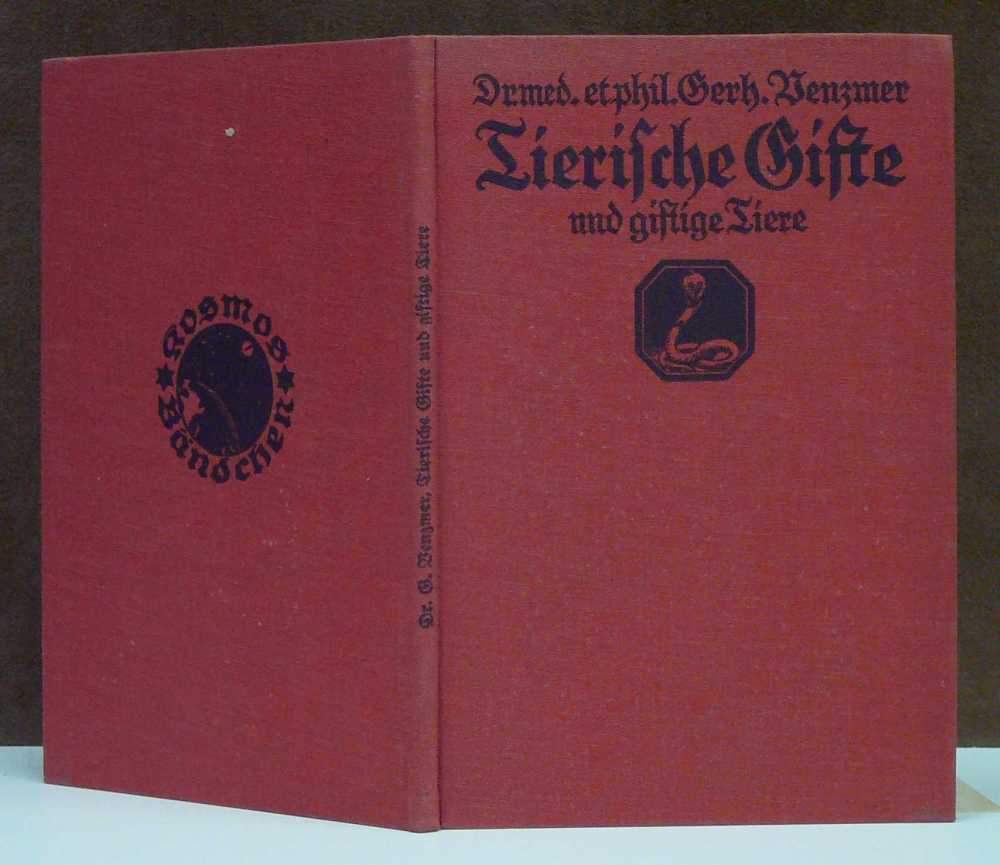 Dr.med. et.phil. Gerh. Venzmer
Tieriſche Gifte
und giftige Tiere
Dr. G. Venzmer, Tieriſche Gifte und giftige Tiere
Kosmos
Bändchen